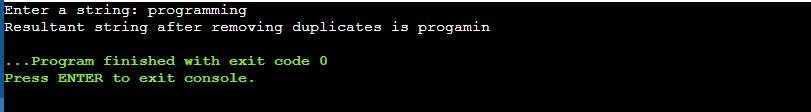 Enter a string: programming
Resultant string after removing duplicates is progamin
...Program finished with exit code 0
Press ENTER to exit console.